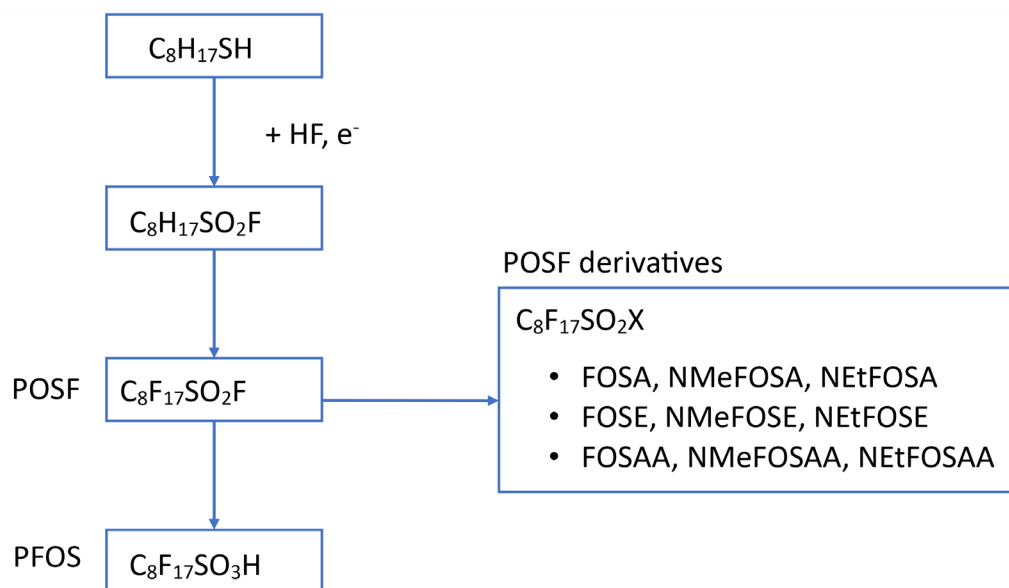 C₈H₁₇SH
+ HF, e⁻
C₈H₁₇SO₂F
POSF derivatives
C₈F₁₇SO₂X
• FOSA, NMeFOSA, NEtFOSA
• FOSE, NMeFOSE, NEtFOSE
• FOSAA, NMeFOSAA, NEtFOSAA
POSF
C₈F₁₇SO₂F
PFOS
C₈F₁₇SO₃H